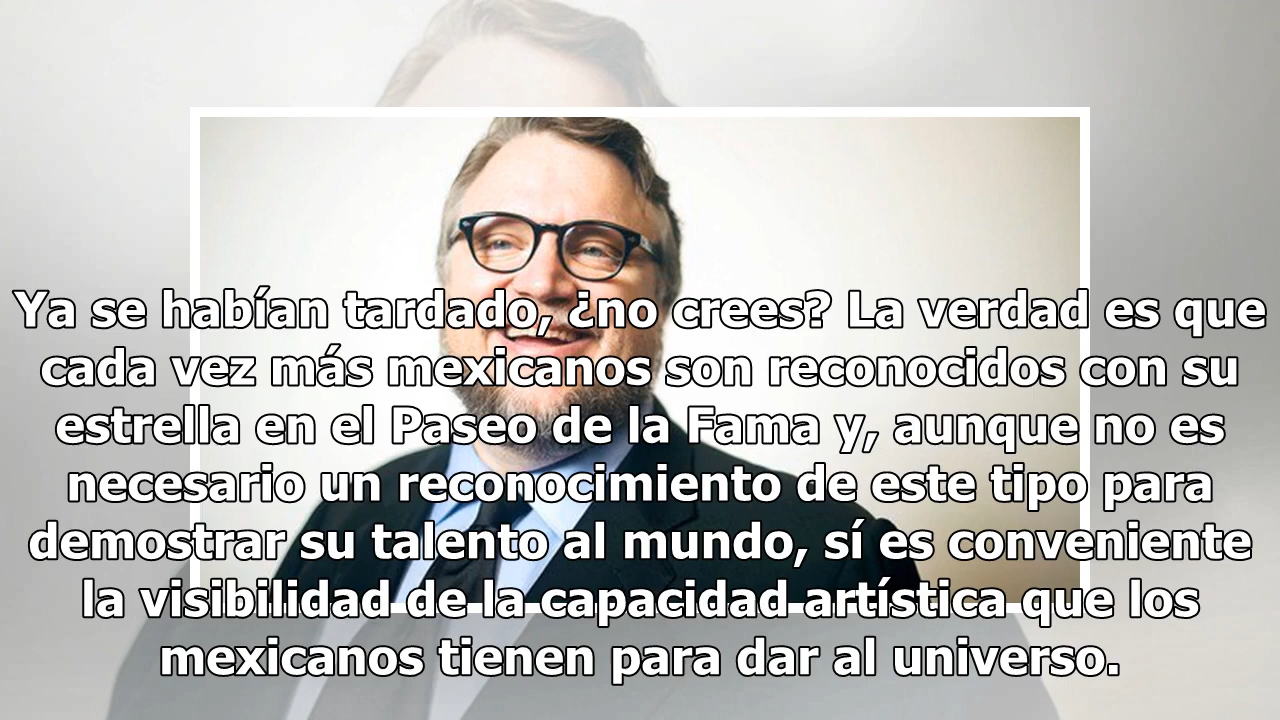 Ya se habían tardado, ¿no crees? La verdad es que
cada vez más mexicanos son reconocidos con su
estrella en el Paseo de la Fama y, aunque no es
necesario un reconocimiento de este tipo para
demostrar su talento al mundo, sí es conveniente
la visibilidad de la capacidad artística que los
mexicanos tienen para dar al universo.